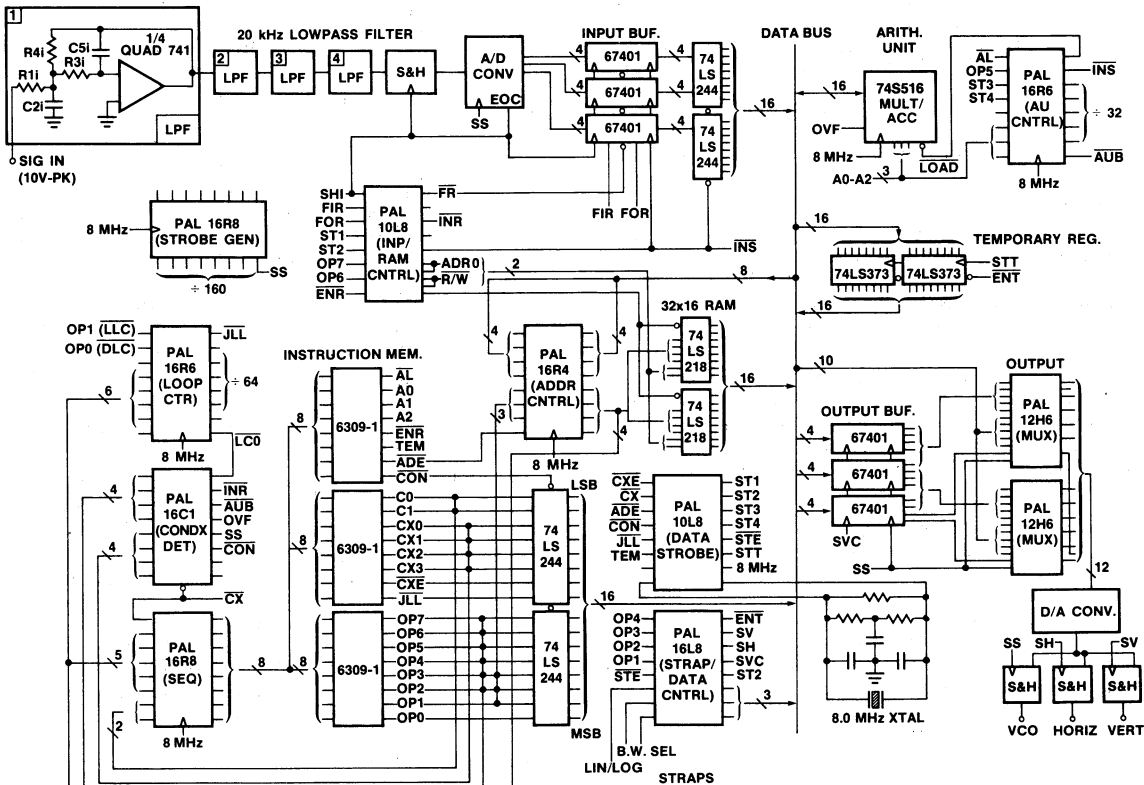 1
R4i
C5i
1/4
QUAD 741
R3i
R1i
C2i
LPF
SIG IN
(10V-PK)
20 kHz LOWPASS FILTER
2
LPF
3
LPF
4
LPF
S&H
A/D
CONV
EOC
SS
INPUT BUF.
4
67401
4
4
67401
4
4
67401
4
74
LS
244
74
LS
244
16
FIR FOR
DATA BUS
ARITH.
UNIT
74S516
MULT/
ACC
16
OVF
8 MHz
LOAD
A0-A2
3
AL
OP5
ST3
ST4
PAL
16R6
(AU
CNTRL)
INS
÷ 32
AUB
8 MHz
8 MHz
PAL 16R8
(STROBE GEN)
SS
÷ 160
SHI
FIR
FOR
ST1
ST2
OP7
OP6
ENR
PAL
10L8
(INP/
RAM
CNTRL)
FR
INR
ADR0
R/W
2
INS
8
16
TEMPORARY REG.
74LS373
74LS373
STT
ENT
16
OP1 (LLC)
OP0 (DLC)
6
PAL
16R6
(LOOP
CTR)
JLL
÷ 64
LC0
8 MHz
INSTRUCTION MEM.
8
6309-1
AL
A0
A1
A2
ENR
TEM
ADE
CON
4
4
PAL
16R4
(ADDR
CNTRL)
3
4
8 MHz
32x16 RAM
74
LS
218
74
LS
218
16
10
OUTPUT
PAL
12H6
(MUX)
PAL
12H6
(MUX)
OUTPUT BUF.
4
67401
4
67401
4
67401
SVC
SS
12
4
4
PAL
16C1
(CONDX
DET)
INR
AUB
OVF
SS
CON
CX
8
6309-1
C0
C1
CX0
CX1
CX2
CX3
CXE
JLL
LSB
74
LS
244
74
LS
244
MSB
16
CXE
CX
ADE
CON
JLL
TEM
PAL
10L8
(DATA
STROBE)
ST1
ST2
ST3
ST4
STE
STT
8 MHz
5
2
PAL
16R8
(SEQ)
8 MHz
8
8
6309-1
OP7
OP6
OP5
OP4
OP3
OP2
OP1
OP0
OP4
OP3
OP2
OP1
STE
PAL
16L8
(STRAP/
DATA
CNTRL)
ENT
SV
SH
SVC
ST2
3
B.W. SEL
LIN/LOG
STRAPS
8.0 MHz XTAL
D/A CONV.
SS
SH
SV
S&H
S&H
S&H
VCO
HORIZ
VERT